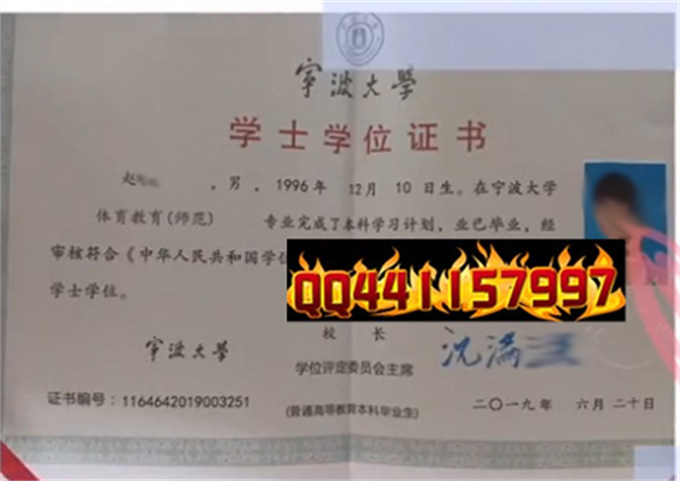 宁波大學
学士学位证书
赵 ，男，1996年 12月 10日生。在宁波大学
体育教育(师范) 专业完成了本科学习计划，业已毕业，经
审核符合《中华人民共和国学位
QQ441157997
学士学位。
校 长 沈满
宁波大學
学位评定委员会主席
证书编号：1164642019003251
(普通高等教育本科毕业生)
二〇一九年 六月二十日